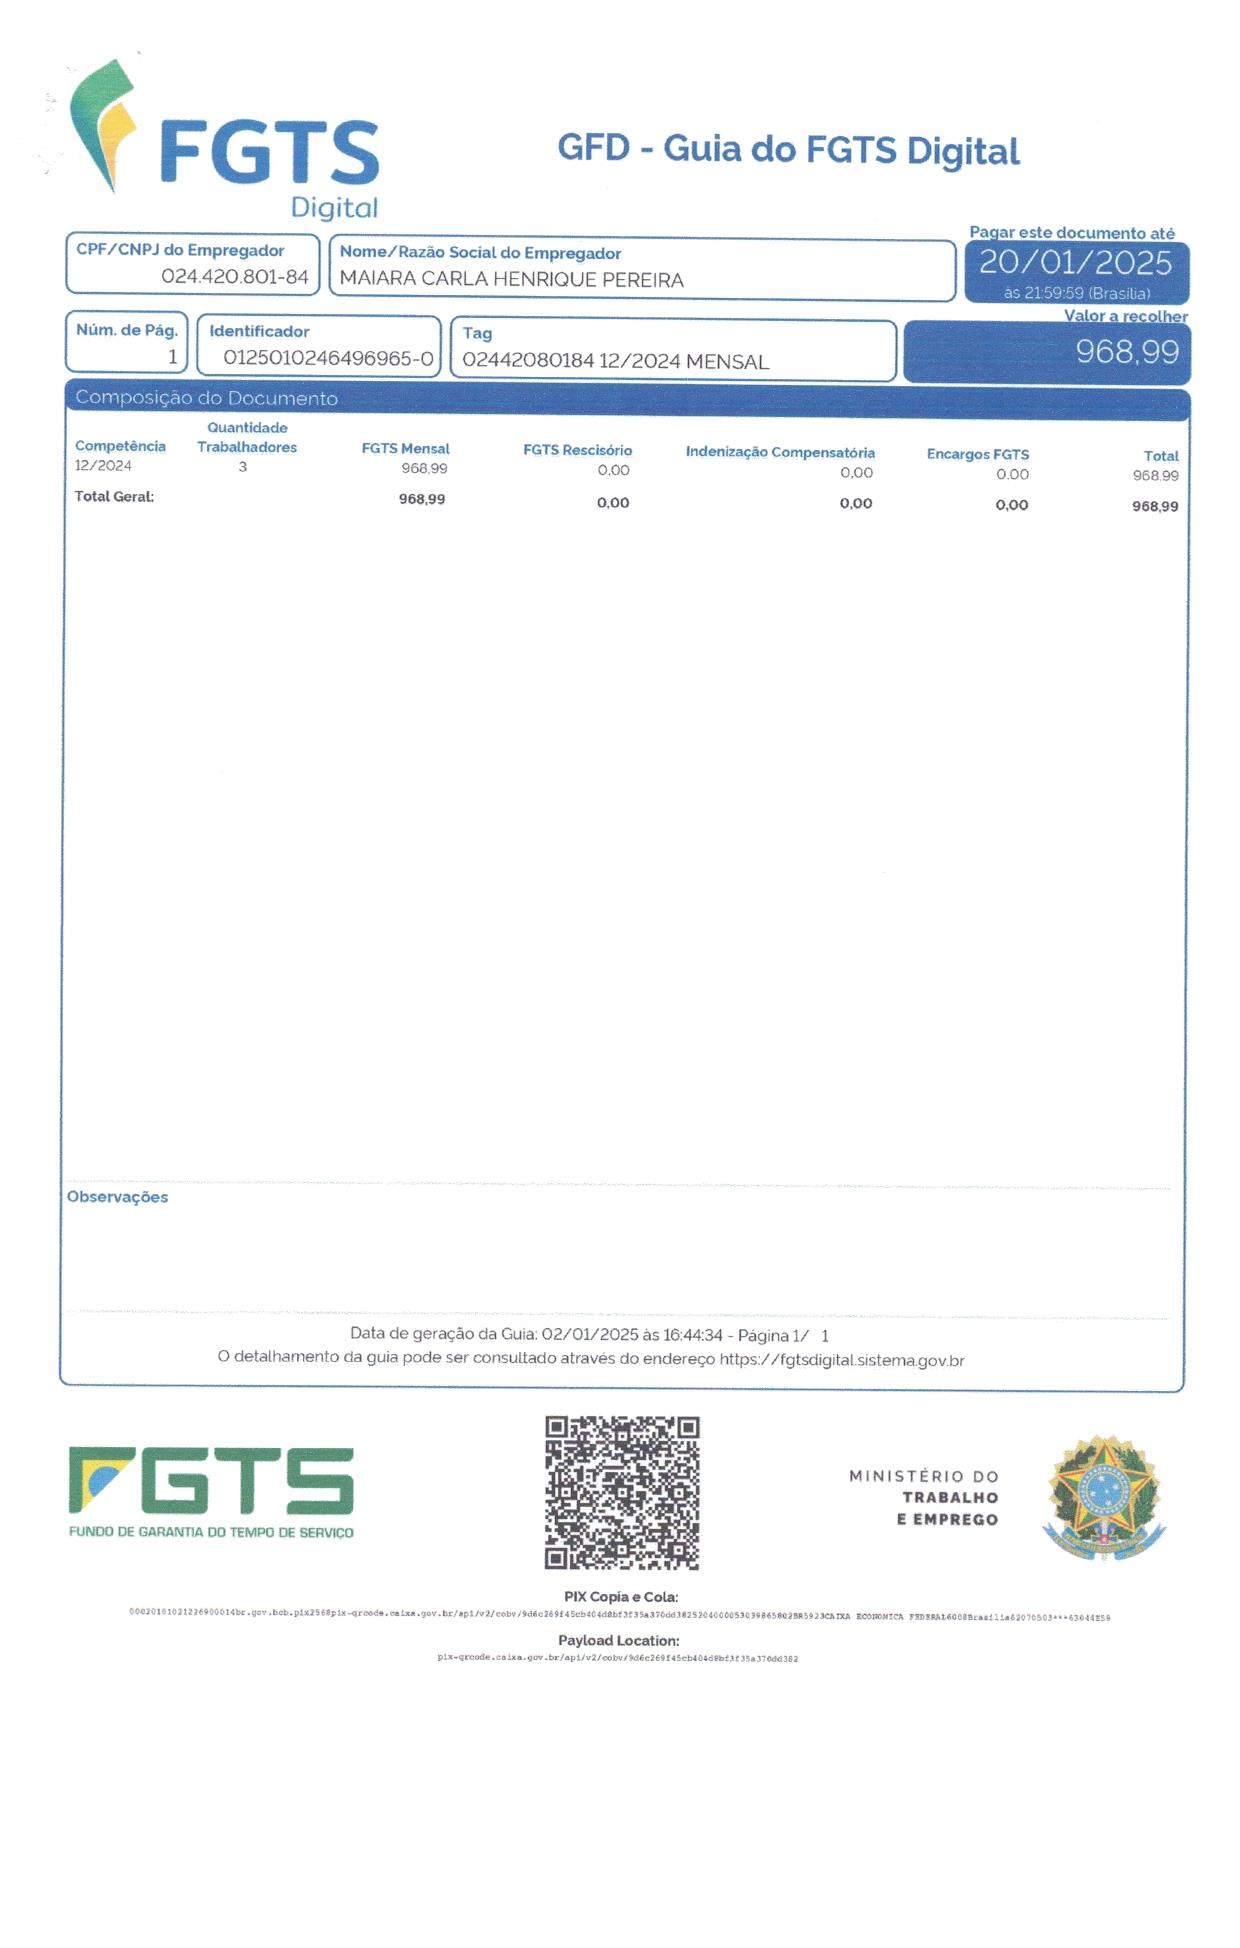 FGTS
Digital
GFD - Guia do FGTS Digital
CPF/CNPJ do Empregador
024.420.801-84
Nome/Razão Social do Empregador
MAIARA CARLA HENRIQUE PEREIRA
Pagar este documento até
20/01/2025
às 21:59:59 (Brasília)
Núm. de Pág.
1
Identificador
0125010246496965-0
Tag
02442080184 12/2024 MENSAL
Valor a recolher
968,99
Composição do Documento
Competência Quantidade Trabalhadores FGTS Mensal FGTS Rescisório Indenização Compensatória Encargos FGTS Total
12/2024 3 968,99 0,00 0,00 0,00 968,99
Total Geral: 968,99 0,00 0,00 0,00 968,99
Observações
Data de geração da Guia: 02/01/2025 às 16:44:34 - Página 1/ 1
O detalhamento da guia pode ser consultado através do endereço https://fgtsdigital.sistema.gov.br
FGTS
FUNDO DE GARANTIA DO TEMPO DE SERVIÇO
MINISTÉRIO DO
TRABALHO
E EMPREGO
PIX Copia e Cola:
00020101021226900014br.gov.bcb.pix2568pix-qrcode.caixa.gov.br/api/v2/cobv/9d6c269f45cb404d8bf3f35a370dd3825204000053039865802BR5923CAIXA ECONOMICA FEDERAL6008Brasilia62070503***63044E59
Payload Location:
pix-qrcode.caixa.gov.br/api/v2/cobv/9d6c269f45cb404d8bf3f35a370dd382